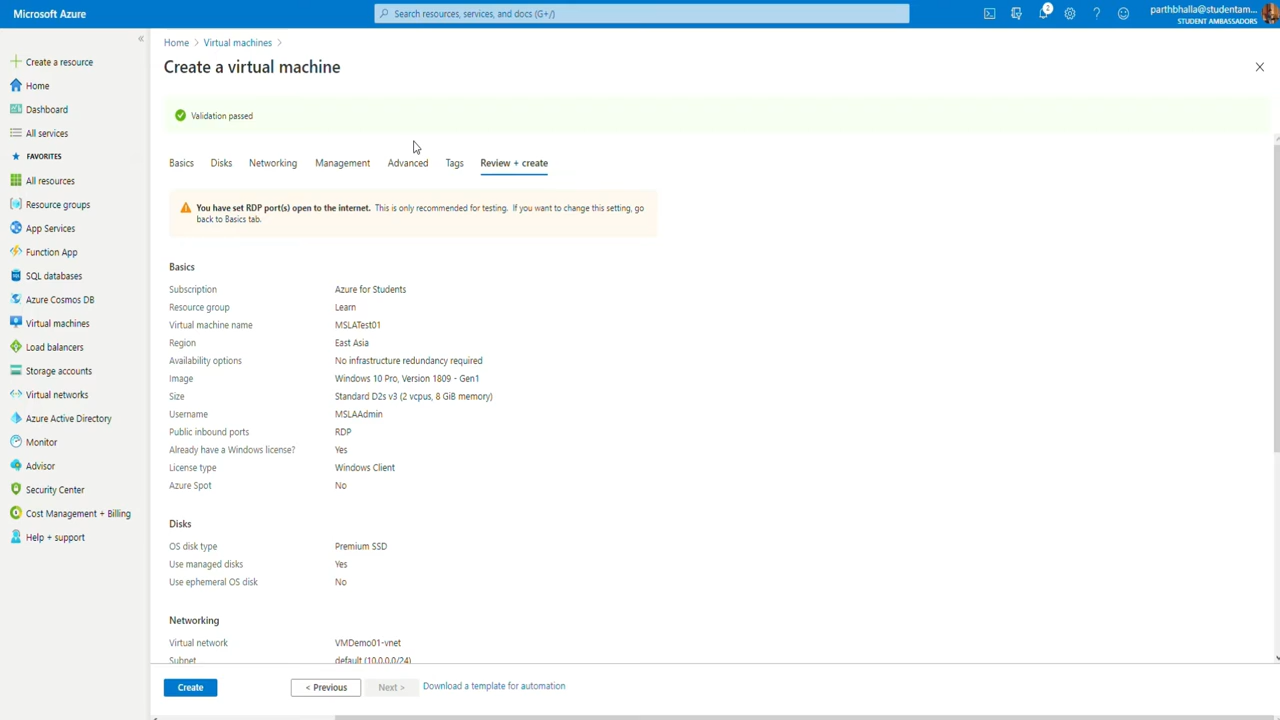 Microsoft Azure
Search resources, services, and docs (G+/)
2
parthbhalla@studentam...
STUDENT AMBASSADORS
Create a resource
Home
Dashboard
All services
FAVORITES
All resources
Resource groups
App Services
Function App
SQL databases
Azure Cosmos DB
Virtual machines
Load balancers
Storage accounts
Virtual networks
Azure Active Directory
Monitor
Advisor
Security Center
Cost Management + Billing
Help + support
Home > Virtual machines >
Create a virtual machine
Validation passed
Basics Disks Networking Management Advanced Tags Review + create
You have set RDP port(s) open to the internet. This is only recommended for testing. If you want to change this setting, go
back to Basics tab.
Basics
Subscription Azure for Students
Resource group Learn
Virtual machine name MSLATest01
Region East Asia
Availability options No infrastructure redundancy required
Image Windows 10 Pro, Version 1809 - Gen1
Size Standard D2s v3 (2 vcpus, 8 GiB memory)
Username MSLAAdmin
Public inbound ports RDP
Already have a Windows license? Yes
License type Windows Client
Azure Spot No
Disks
OS disk type Premium SSD
Use managed disks Yes
Use ephemeral OS disk No
Networking
Virtual network VMDemo01-vnet
Subnet default (10.0.0.0/24)
Create < Previous Next > Download a template for automation